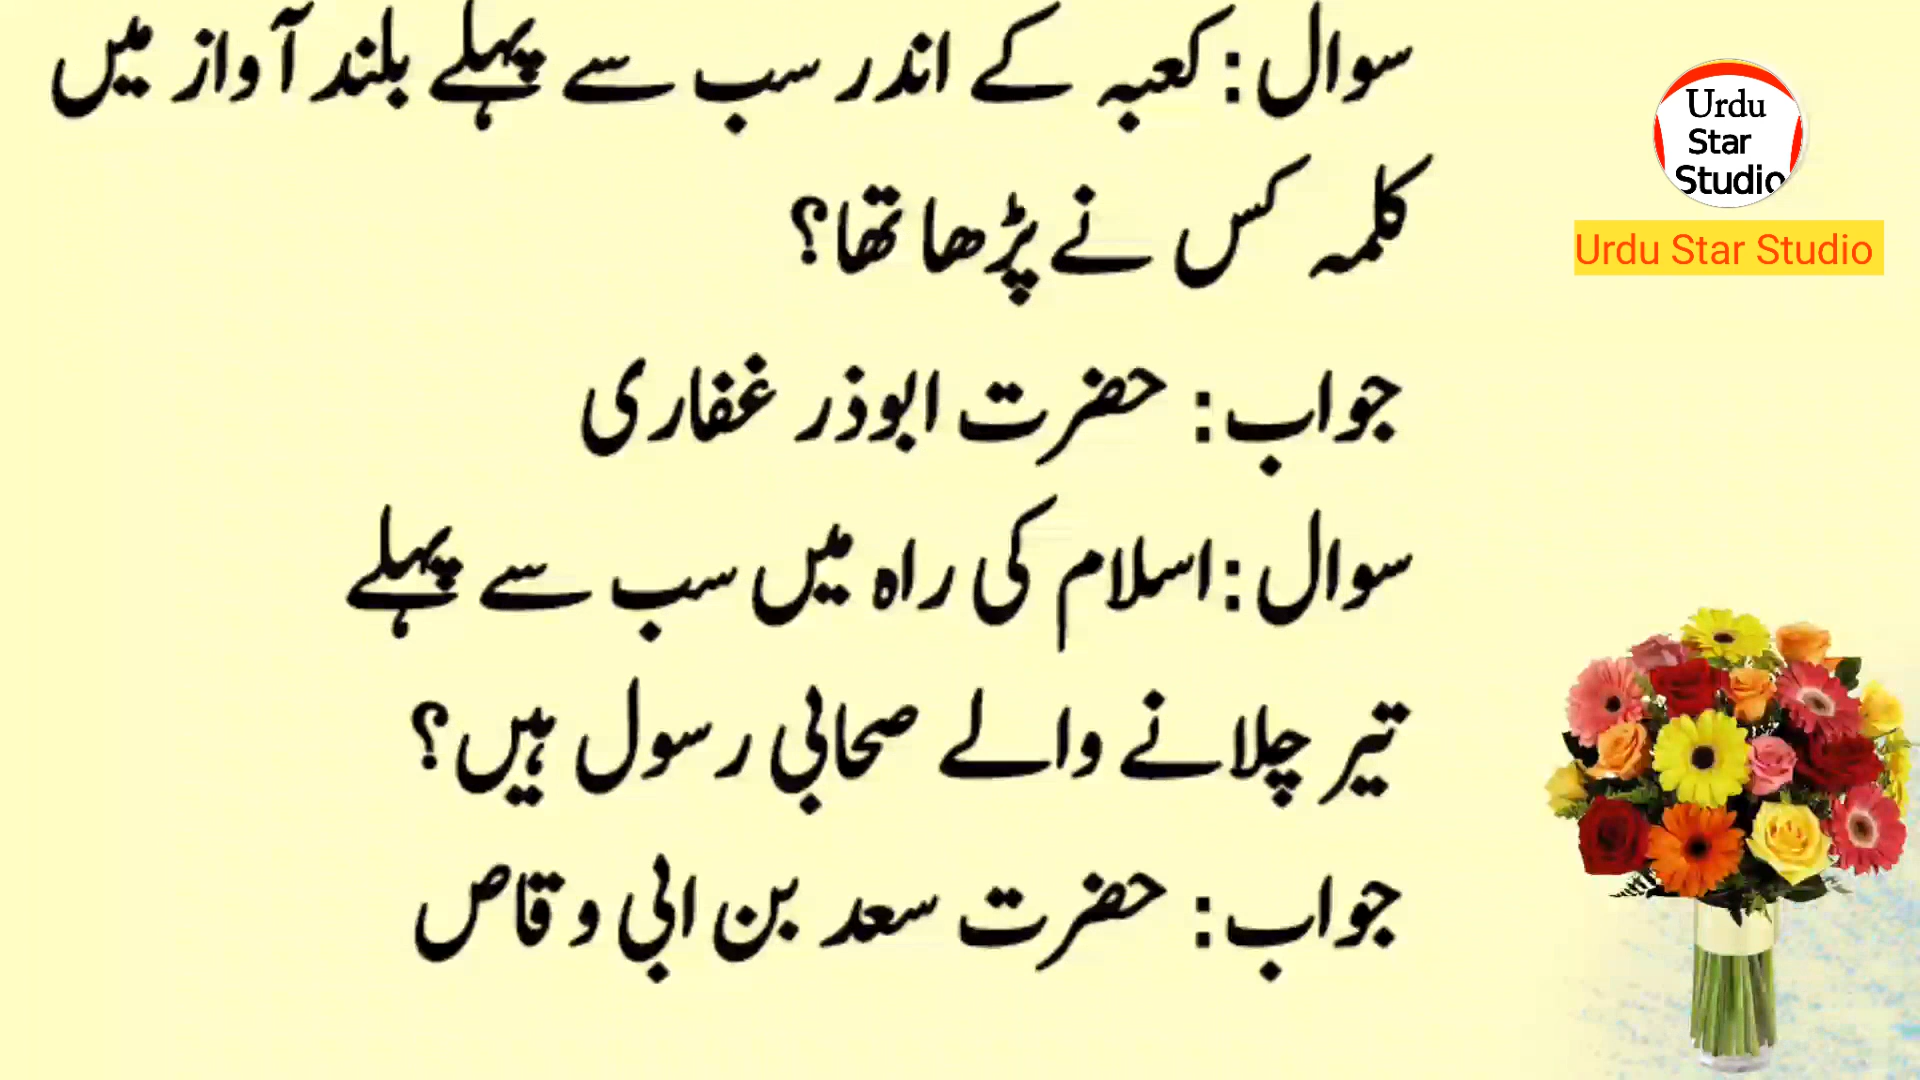 سوال: کعبہ کے اندر سب سے پہلے بلند آواز میں
کلمہ کس نے پڑھا تھا؟
جواب: حضرت ابوذر غفاری
سوال: اسلام کی راہ میں سب سے پہلے
تیر چلانے والے صحابی رسول ہیں؟
جواب: حضرت سعد بن ابی وقاص
Urdu
Star
Studio
Urdu Star Studio